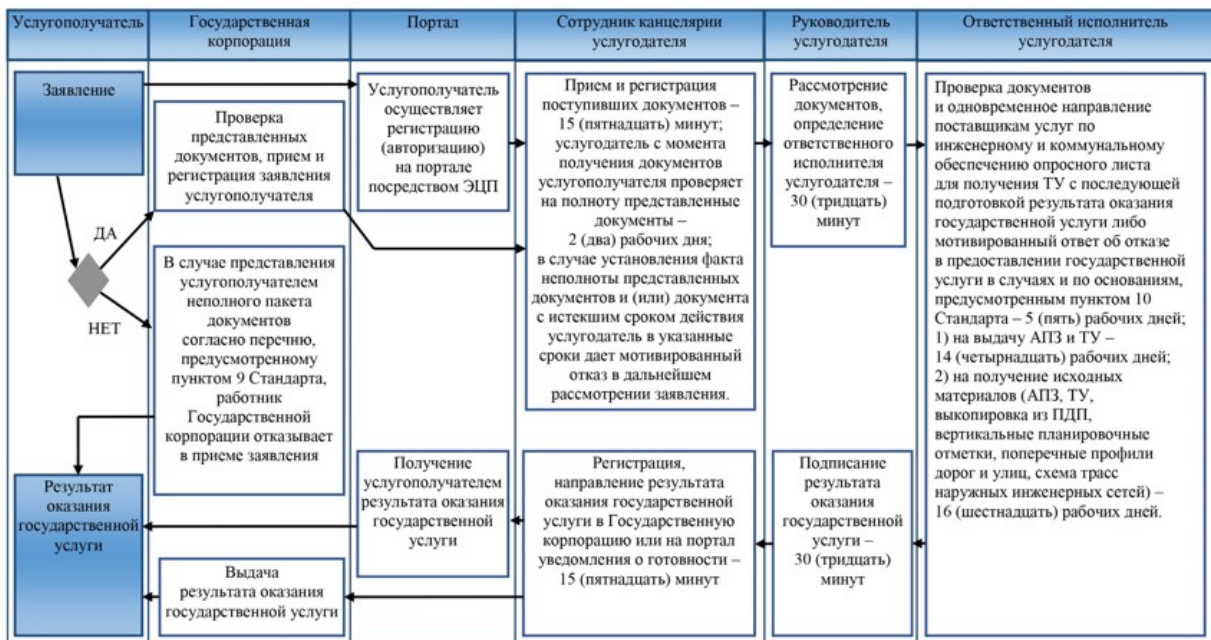 Услугополучатель
Государственная
корпорация
Портал
Сотрудник канцелярии
услугодателя
Руководитель
услугодателя
Ответственный исполнитель
услугодателя
Заявление
ДА
НЕТ
Результат
оказания
государственной
услуги
Проверка
представленных
документов, прием и
регистрация заявления
услугополучателя
В случае представления
услугополучателем
неполного пакета
документов
согласно перечню,
предусмотренному
пунктом 9 Стандарта,
работник
Государственной
корпорации отказывает
в приеме заявления
Выдача
результата оказания
государственной услуги
Услугополучатель
осуществляет
регистрацию
(авторизацию)
на портале
посредством ЭЦП
Получение
услугополучателем
результата оказания
государственной
услуги
Прием и регистрация
поступивших документов –
15 (пятнадцать) минут;
услугодатель с момента
получения документов
услугополучателя проверяет
на полноту представленные
документы –
2 (два) рабочих дня;
в случае установления факта
неполноты представленных
документов и (или) документа
с истекшим сроком действия
услугодатель в указанные
сроки дает мотивированный
отказ в дальнейшем
рассмотрении заявления.
Регистрация,
направление результата
оказания государственной
услуги в Государственную
корпорацию или на портал
уведомления о готовности –
15 (пятнадцать) минут
Рассмотрение
документов,
определение
ответственного
исполнителя
услугодателя –
30 (тридцать)
минут
Подписание
результата
оказания
государственной
услуги –
30 (тридцать)
минут
Проверка документов
и одновременное направление
поставщикам услуг по
инженерному и коммунальному
обеспечению опросного листа
для получения ТУ с последующей
подготовкой результата оказания
государственной услуги либо
мотивированный ответ об отказе
в предоставлении государственной
услуги в случаях и по основаниям,
предусмотренным пунктом 10
Стандарта – 5 (пять) рабочих дней;
1) на выдачу АПЗ и ТУ –
14 (четырнадцать) рабочих дней;
2) на получение исходных
материалов (АПЗ, ТУ,
выкопировка из ПДП,
вертикальные планировочные
отметки, поперечные профили
дорог и улиц, схема трасс
наружных инженерных сетей) –
16 (шестнадцать) рабочих дней.